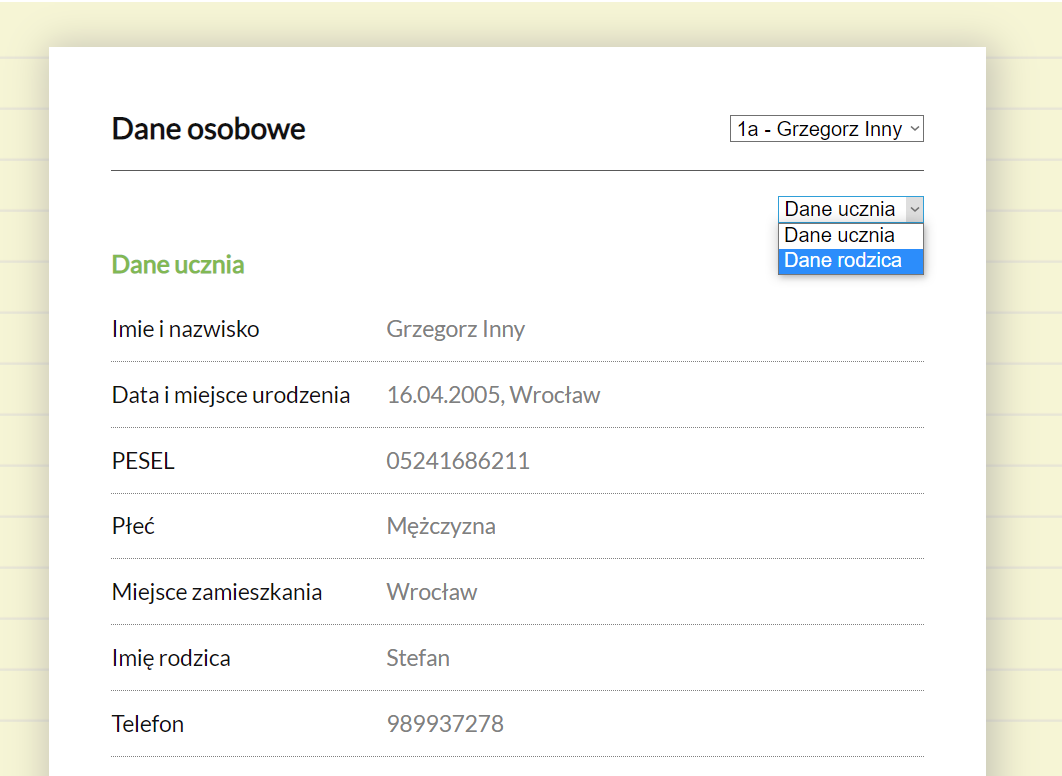 Dane osobowe
1a - Grzegorz Inny
Dane ucznia
Dane ucznia
Dane rodzica
Dane ucznia
Imie i nazwisko Grzegorz Inny
Data i miejsce urodzenia 16.04.2005, Wrocław
PESEL 05241686211
Płeć Mężczyzna
Miejsce zamieszkania Wrocław
Imię rodzica Stefan
Telefon 989937278